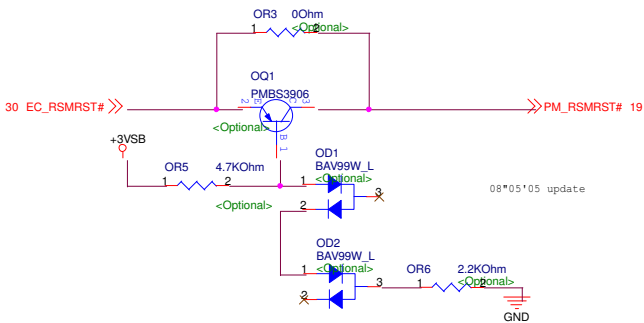 OR3 0Ohm
1 2
<Optional>
OQ1
PMBS3906
30 EC_RSMRST# 2 E C 3 PM_RSMRST# 19
B 1
<Optional>
+3VSB
OR5 4.7KOhm
1 2
<Optional>
OD1
BAV99W_L
<Optional>
1 3
2
08"05'05 update
OD2
BAV99W_L
<Optional>
1 3
2
OR6 2.2KOhm
<Optional>
1 2
GND